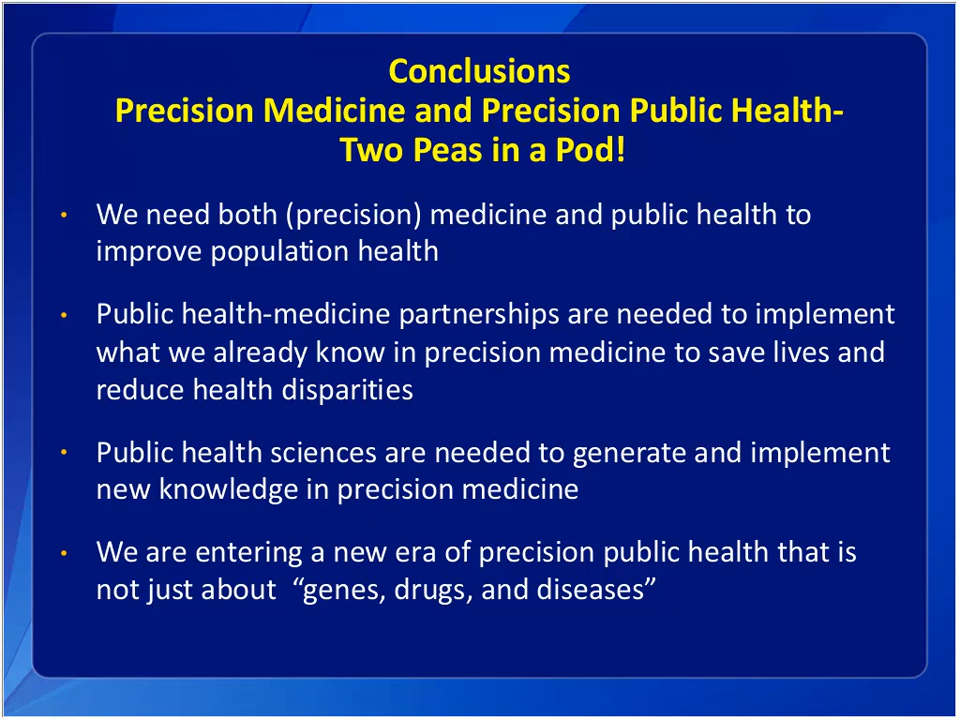 Conclusions
Precision Medicine and Precision Public Health-
Two Peas in a Pod!
• We need both (precision) medicine and public health to
improve population health
• Public health-medicine partnerships are needed to implement
what we already know in precision medicine to save lives and
reduce health disparities
• Public health sciences are needed to generate and implement
new knowledge in precision medicine
• We are entering a new era of precision public health that is
not just about  “genes, drugs, and diseases”